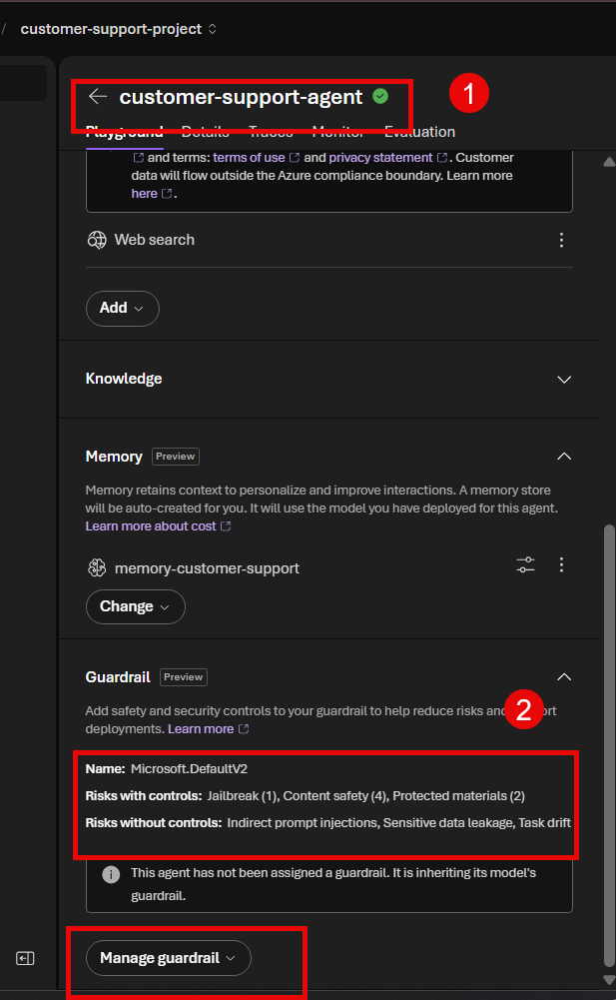 / customer-support-project
customer-support-agent
1
Playground Details Traces Monitor Evaluation
and terms: terms of use and privacy statement. Customer
data will flow outside the Azure compliance boundary. Learn more
here.
Web search
Add
Knowledge
Memory Preview
Memory retains context to personalize and improve interactions. A memory store
will be auto-created for you. It will use the model you have deployed for this agent.
Learn more about cost
memory-customer-support
Change
Guardrail Preview
2
Add safety and security controls to your guardrail to help reduce risks and
deployments. Learn more
Name: Microsoft.DefaultV2
Risks with controls: Jailbreak (1), Content safety (4), Protected materials (2)
Risks without controls: Indirect prompt injections, Sensitive data leakage, Task drift
This agent has not been assigned a guardrail. It is inheriting its model's
guardrail.
Manage guardrail